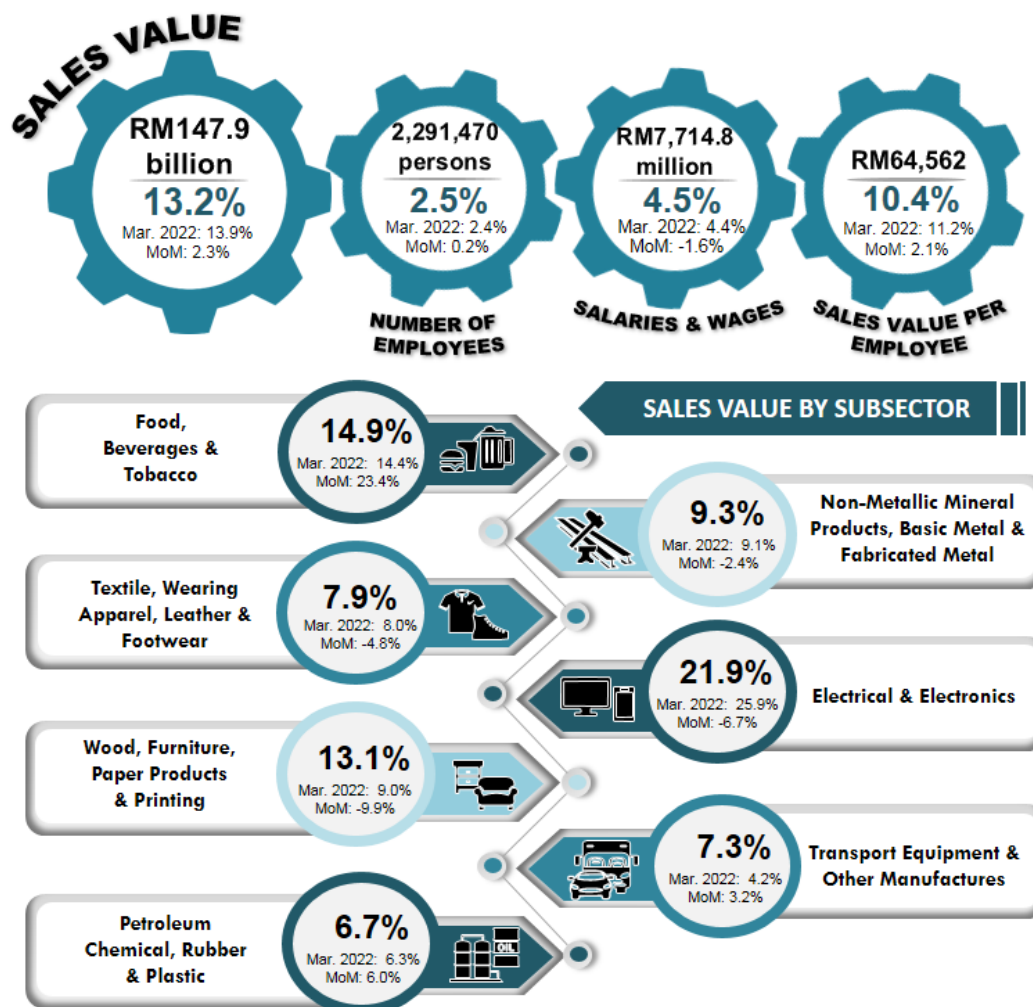 SALES VALUE
RM147.9
billion
13.2%
Mar. 2022: 13.9%
MoM: 2.3%
2,291,470
persons
2.5%
Mar. 2022: 2.4%
MoM: 0.2%
NUMBER OF
EMPLOYEES
RM7,714.8
million
4.5%
Mar. 2022: 4.4%
MoM: -1.6%
SALARIES & WAGES
RM64,562
10.4%
Mar. 2022: 11.2%
MoM: 2.1%
SALES VALUE PER
EMPLOYEE
SALES VALUE BY SUBSECTOR
Food,
Beverages &
Tobacco
14.9%
Mar. 2022: 14.4%
MoM: 23.4%
9.3%
Mar. 2022: 9.1%
MoM: -2.4%
Non-Metallic Mineral
Products, Basic Metal &
Fabricated Metal
Textile, Wearing
Apparel, Leather &
Footwear
7.9%
Mar. 2022: 8.0%
MoM: -4.8%
21.9%
Mar. 2022: 25.9%
MoM: -6.7%
Electrical & Electronics
Wood, Furniture,
Paper Products
& Printing
13.1%
Mar. 2022: 9.0%
MoM: -9.9%
7.3%
Mar. 2022: 4.2%
MoM: 3.2%
Transport Equipment &
Other Manufactures
Petroleum
Chemical, Rubber
& Plastic
6.7%
Mar. 2022: 6.3%
MoM: 6.0%
OIL